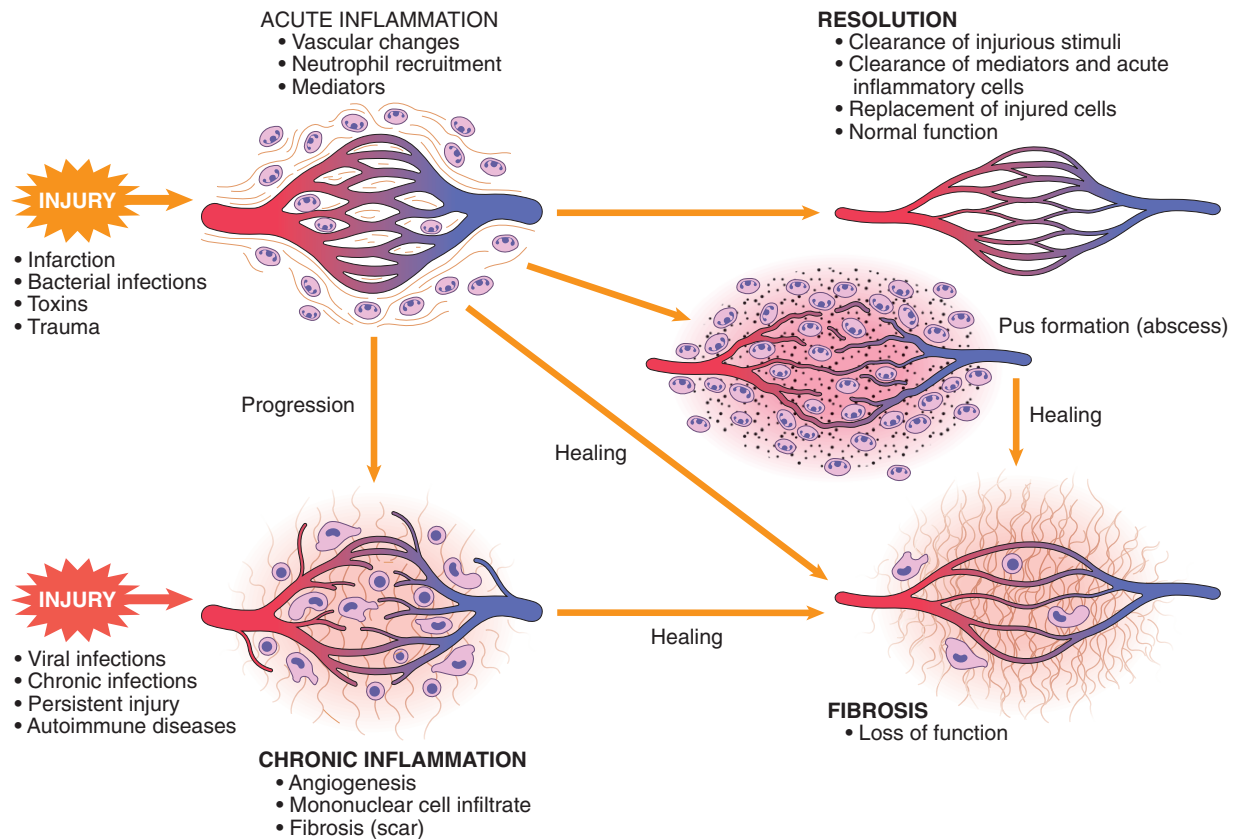 ACUTE INFLAMMATION
• Vascular changes
• Neutrophil recruitment
• Mediators
RESOLUTION
• Clearance of injurious stimuli
• Clearance of mediators and acute
inflammatory cells
• Replacement of injured cells
• Normal function
INJURY
• Infarction
• Bacterial infections
• Toxins
• Trauma
Pus formation (abscess)
Progression
Healing
Healing
INJURY
• Viral infections
• Chronic infections
• Persistent injury
• Autoimmune diseases
Healing
CHRONIC INFLAMMATION
• Angiogenesis
• Mononuclear cell infiltrate
• Fibrosis (scar)
FIBROSIS
• Loss of function